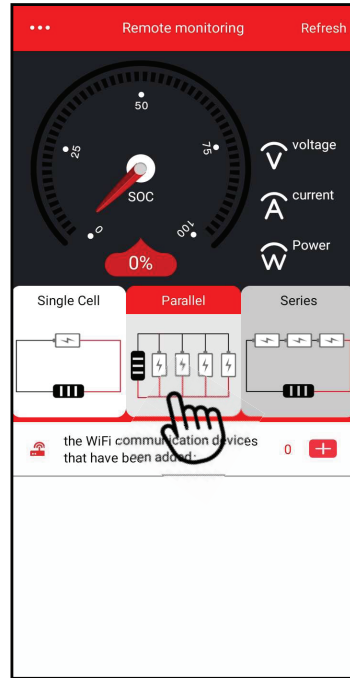 Remote monitoring
Refresh
50
25
75
SOC
0
100
0%
voltage
V
current
A
Power
W
Single Cell
Parallel
Series
the WiFi communication devices
that have been added:
0